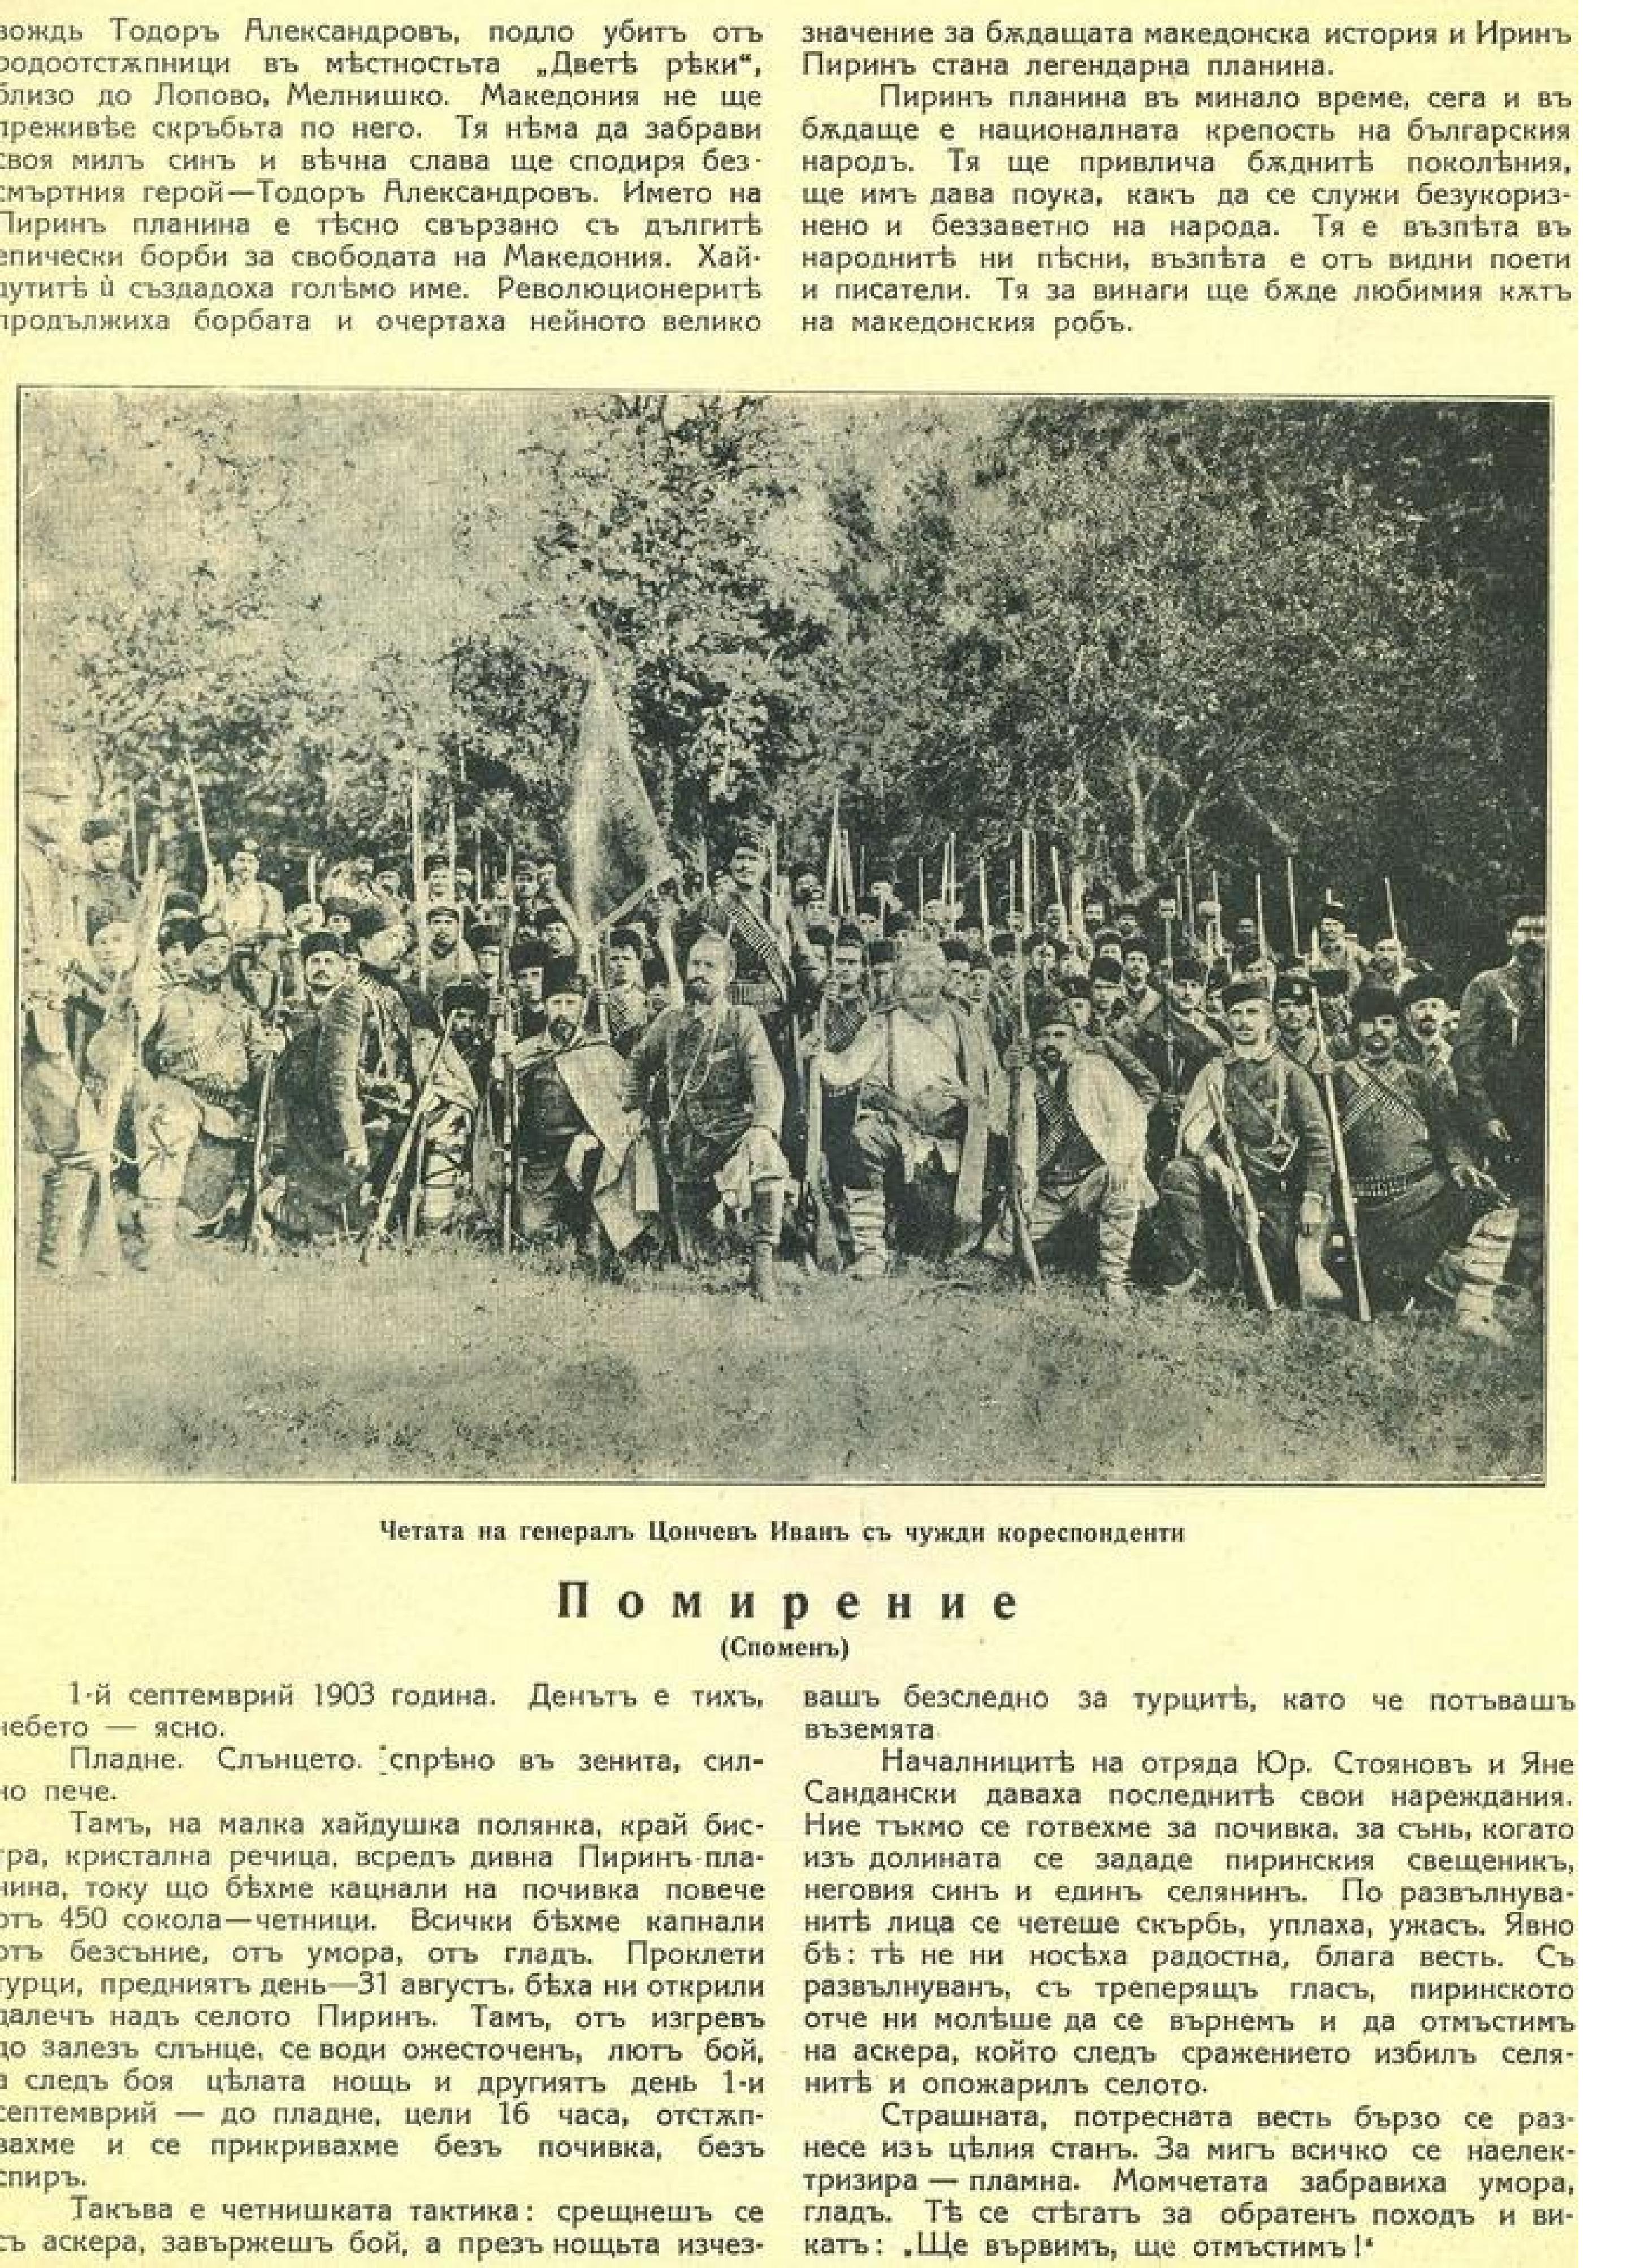 вождь Тодоръ Александровъ, подло убитъ отъ
родоотстѫпници въ мѣстностьта „Дветѣ рѣки“,
близо до Лопово, Мелнишко. Македония не ще
преживѣе скръбьта по него. Тя нѣма да забрави
своя милъ синъ и вѣчна слава ще сподиря без-
смъртния герой—Тодоръ Александровъ. Името на
Пиринъ планина е тѣсно свързано съ дългитѣ
епически борби за свободата на Македония. Хай-
дутитѣ ѝ създадоха голѣмо име. Революционеритѣ
продължиха борбата и очертаха нейното велико
значение за бѫдащата македонска история и Иринъ
Пиринъ стана легендарна планина.
Пиринъ планина въ минало време, сега и въ
бѫдаще е националната крепость на българския
народъ. Тя ще привлича бѫднитѣ поколѣния,
ще имъ дава поука, какъ да се служи безукориз-
нено и беззаветно на народа. Тя е възпѣта въ
народнитѣ ни пѣсни, възпѣта е отъ видни поети
и писатели. Тя за винаги ще бѫде любимия кѫтъ
на македонския робъ.
Четата на генералъ Цончевъ Иванъ съ чужди кореспонденти
Помирение
(Споменъ)
1-й септемврий 1903 година. Деньтъ е тихъ,
небето — ясно.
Пладне. Слънцето. спрѣно въ зенита, сил-
но пече.
Тамъ, на малка хайдушка полянка, край бис-
тра, кристална речица, всредъ дивна Пиринъ-пла-
нина, току що бѣхме кацнали на почивка повече
отъ 450 сокола—четници. Всички бѣхме капнали
отъ безсъние, отъ умора, отъ гладъ. Проклети
турци, предниятъ день—31 августъ, бѣха ни открили
далечъ надъ селото Пиринъ. Тамъ, отъ изгревъ
до залезъ слънце, се води ожесточенъ, лютъ бой,
а следъ боя цѣлата нощь и другиятъ день 1-и
септемврий — до пладне, цели 16 часа, отстѫп-
вахме и се прикривахме безъ почивка, безъ
спиръ.
Такъва е четнишката тактика: срещнешъ се
съ аскера, завържешъ бой, а презъ нощьта изчез-
вашъ безследно за турцитѣ, като че потъвашъ
въземята
Началницитѣ на отряда Юр. Стояновъ и Яне
Сандански даваха последнитѣ свои нареждания.
Ние тъкмо се готвехме за почивка, за сънь, когато
изъ долината се зададе пиринския свещеникъ,
неговия синъ и единъ селянинъ. По развълнува-
нитѣ лица се четеше скърбь, уплаха, ужасъ. Явно
бѣ: тѣ не ни носѣха радостна, блага весть. Съ
развълнуванъ, съ треперящъ гласъ, пиринското
отче ни молѣше да се върнемъ и да отмъстимъ
на аскера, който следъ сражението избилъ селя-
нитѣ и опожарилъ селото.
Страшната, потресната весть бързо се раз-
несе изъ цѣлия станъ. За мигъ всичко се наелек-
тризира — пламна. Момчетата забравиха умора,
гладъ. Тѣ се стѣгатъ за обратенъ походъ и ви-
катъ: „Ще вървимъ, ще отмъстимъ!“